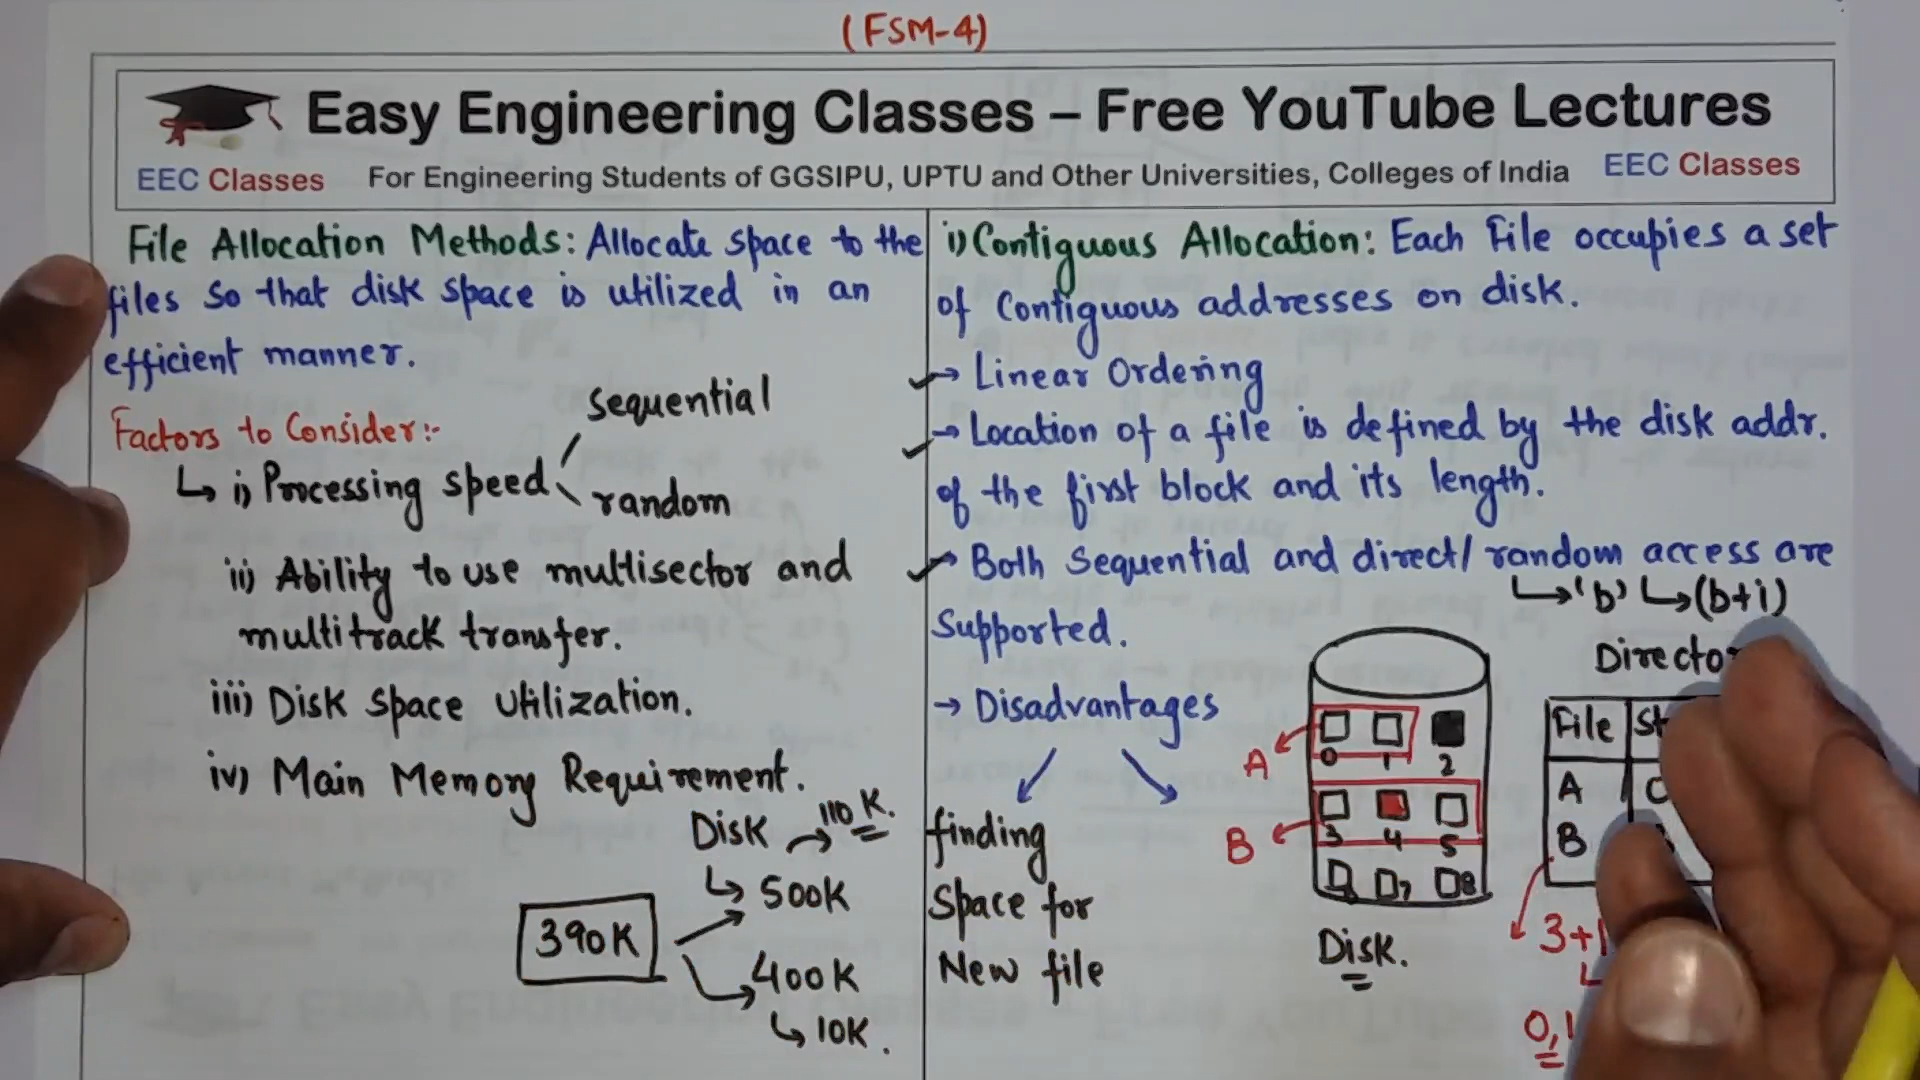 (FSM-4)
Easy Engineering Classes – Free YouTube Lectures
EEC Classes For Engineering Students of GGSIPU, UPTU and Other Universities, Colleges of India EEC Classes
File Allocation Methods: Allocate space to the
files so that disk space is utilized in an
efficient manner.
Factors to Consider:-
sequential
↳ i) Processing speed
random
ii) Ability to use multisector and
multitrack transfer.
iii) Disk space Utilization.
iv) Main Memory Requirement.
Disk → 110K.
↳ 500K
390K
↳ 400K
↳ 10K.
i) Contiguous Allocation: Each File occupies a set
of Contiguous addresses on disk.
→ Linear Ordering
→ Location of a file is defined by the disk addr.
of the first block and its length.
→ Both Sequential and direct/random access are
↳ 'b' ↳ (b+i)
Supported.
→ Disadvantages
finding
Space for
New file
A
0 1 2
B
3 4 5
7 8
Disk.
File
A
B
3+1
0,1